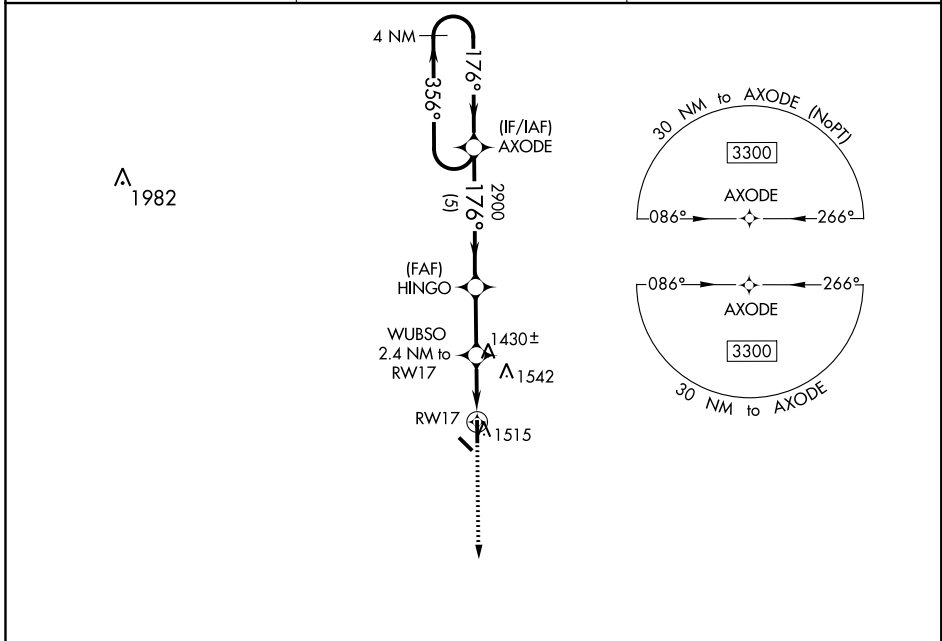 4 NM
176°
356°
(IF/IAF)
AXODE
2900
176°
(5)
(FAF)
HINGO
WUBSO
2.4 NM to
RW17
1430±
1542
RW17
1515
1982
30 NM to AXODE (NoPT)
3300
AXODE
086°
266°
086°
266°
AXODE
3300
30 NM to AXODE